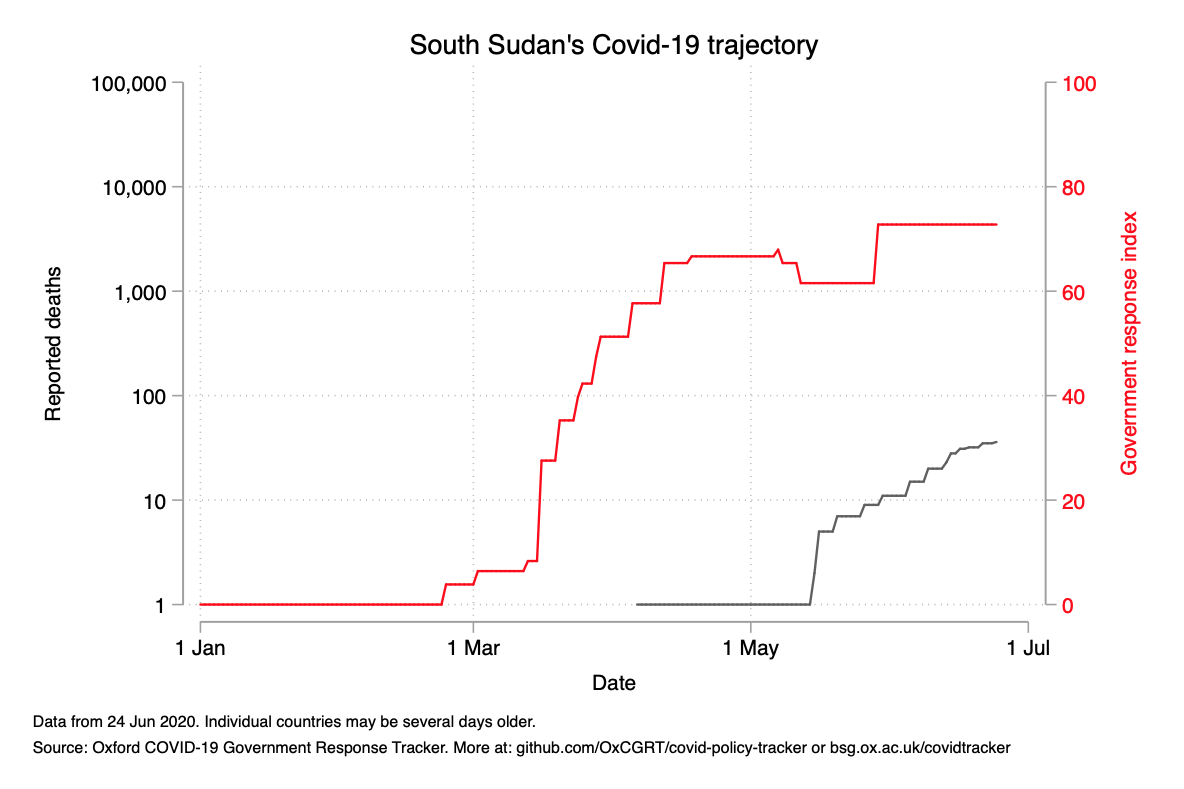 South Sudan's Covid-19 trajectory
100,000
10,000
1,000
100
10
1
Reported deaths
100
80
60
40
20
0
Government response index
1 Jan
1 Mar
1 May
1 Jul
Date
Data from 24 Jun 2020. Individual countries may be several days older.
Source: Oxford COVID-19 Government Response Tracker. More at: github.com/OxCGRT/covid-policy-tracker or bsg.ox.ac.uk/covidtracker